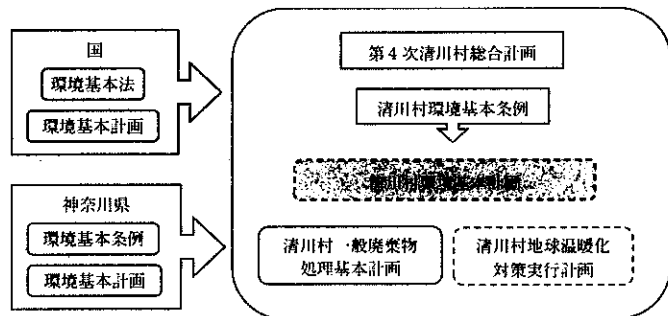 国
環境基本法
環境基本計画
神奈川県
環境基本条例
環境基本計画
第4次清川村総合計画
清川村環境基本条例
清川村一般廃棄物
処理基本計画
清川村地球温暖化
対策実行計画